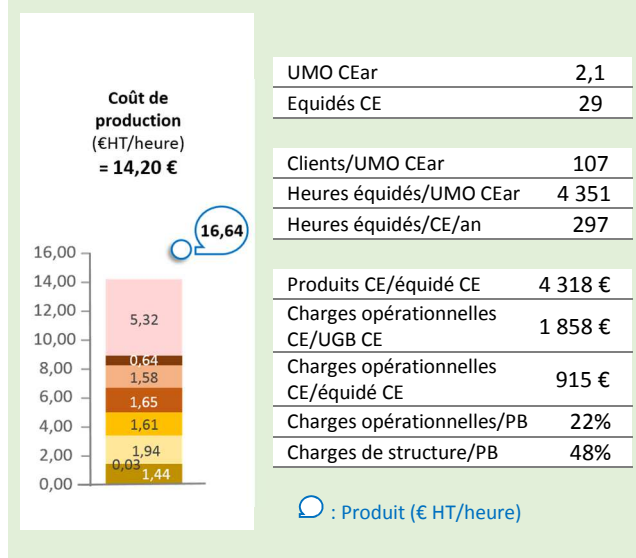 Coût de
production
(€HT/heure)
= 14,20 €
16,64
16,00
14,00
12,00
10,00
8,00
6,00
4,00
2,00
0,00
5,32
0,64
1,58
1,65
1,61
1,94
0,03
1,44
UMO CEar 2,1
Equidés CE 29
Clients/UMO CEar 107
Heures équidés/UMO CEar 4 351
Heures équidés/CE/an 297
Produits CE/équidé CE 4 318 €
Charges opérationnelles
CE/UGB CE 1 858 €
Charges opérationnelles
CE/équidé CE 915 €
Charges opérationnelles/PB 22%
Charges de structure/PB 48%
: Produit (€ HT/heure)